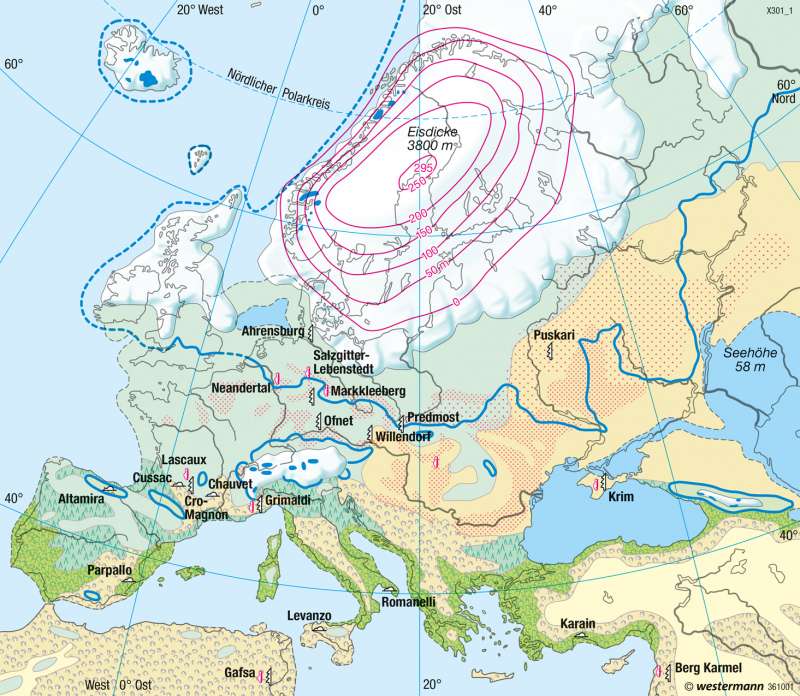 X301_1
20° West
0°
20° Ost
40°
60°
60°
60°
Nord
Nördlicher Polarkreis
Eisdicke
3800 m
295
250
200
150
100
50 m
0
Ahrensburg
Salzgitter-
Lebenstedt
Neandertal
Markkleeberg
Ofnet
Predmost
Willendorf
Puskari
Seehöhe
58 m
Lascaux
Cussac
Chauvet
Altamira
Cro-
Magnon
Grimaldi
Krim
40°
40°
Parpallo
Levanzo
Romanelli
Karain
Gafsa
Berg Karmel
West
0°
Ost
20°
© westermann 361001